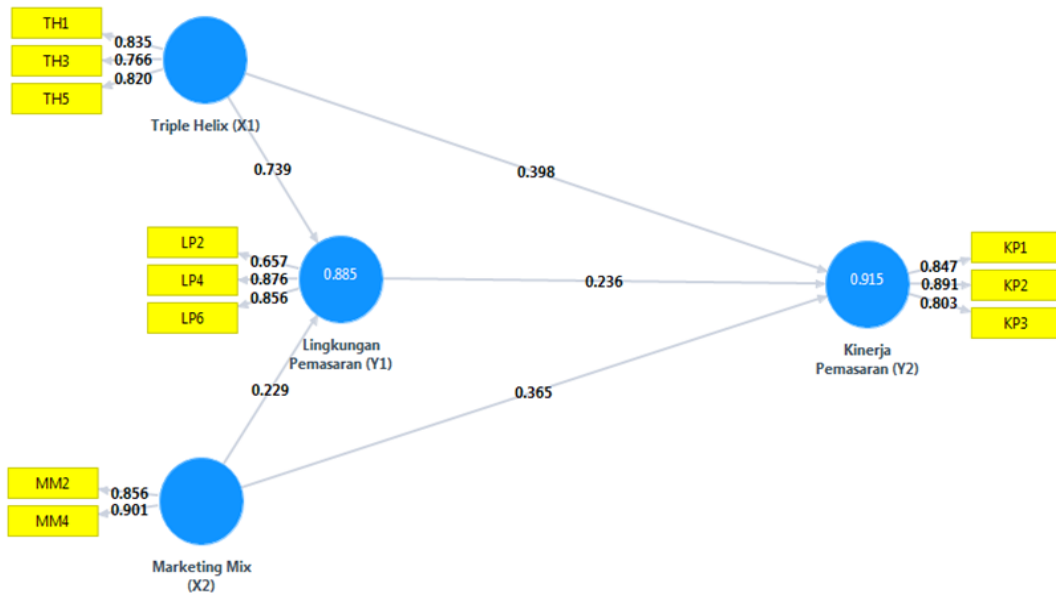 TH1
TH3
TH5
0.835
0.766
0.820
Triple Helix (X1)
0.739
0.398
LP2
LP4
LP6
0.657
0.876
0.856
0.885
Lingkungan
Pemasaran (Y1)
0.236
0.915
Kinerja
Pemasaran (Y2)
0.847
0.891
0.803
KP1
KP2
KP3
0.229
0.365
MM2
MM4
0.856
0.901
Marketing Mix
(X2)